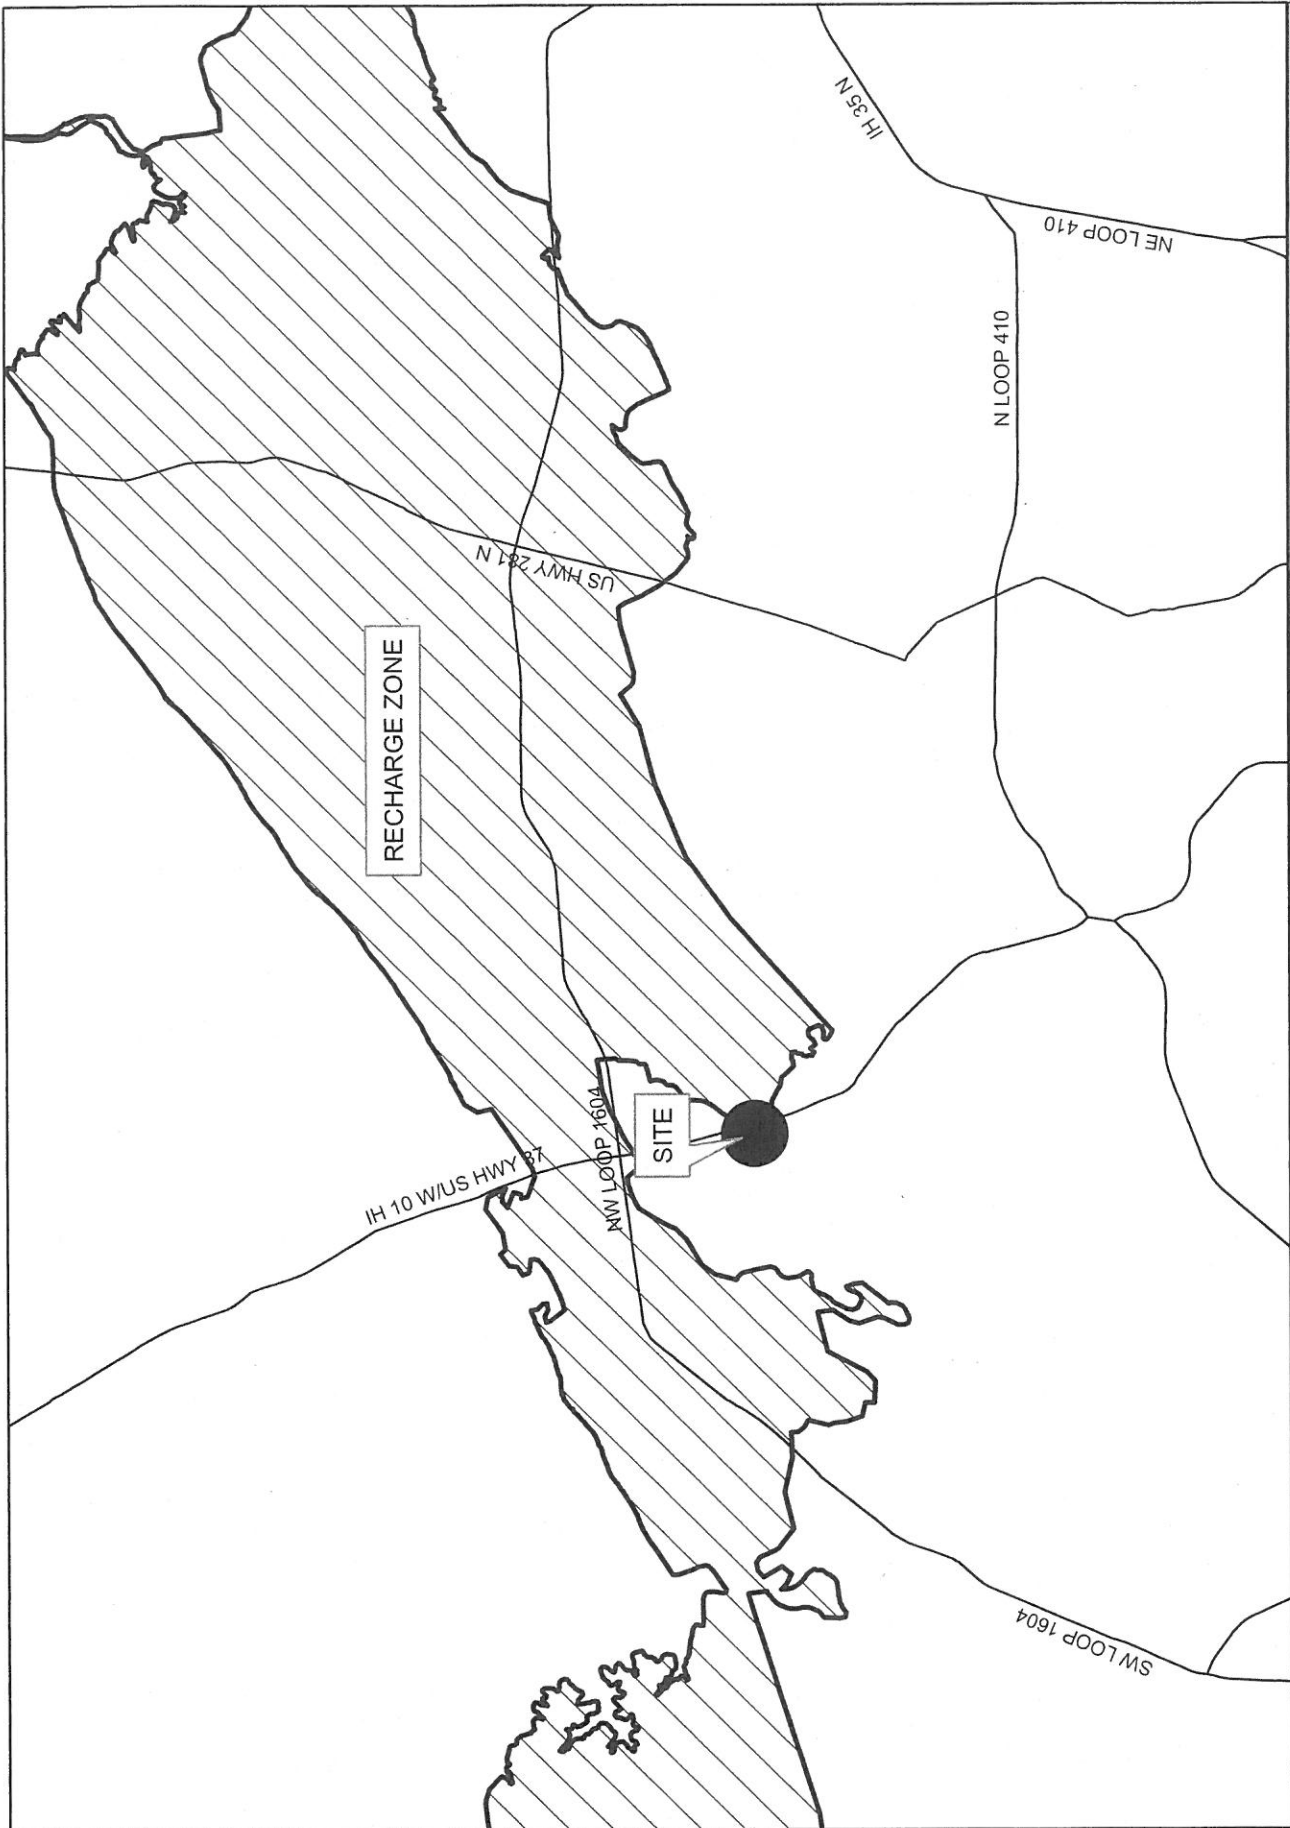 IH 35 N
NE LOOP 410
N LOOP 410
US HWY 281 N
RECHARGE ZONE
IH 10 W/US HWY 87
NW LOOP 1604
SITE
SW LOOP 1604